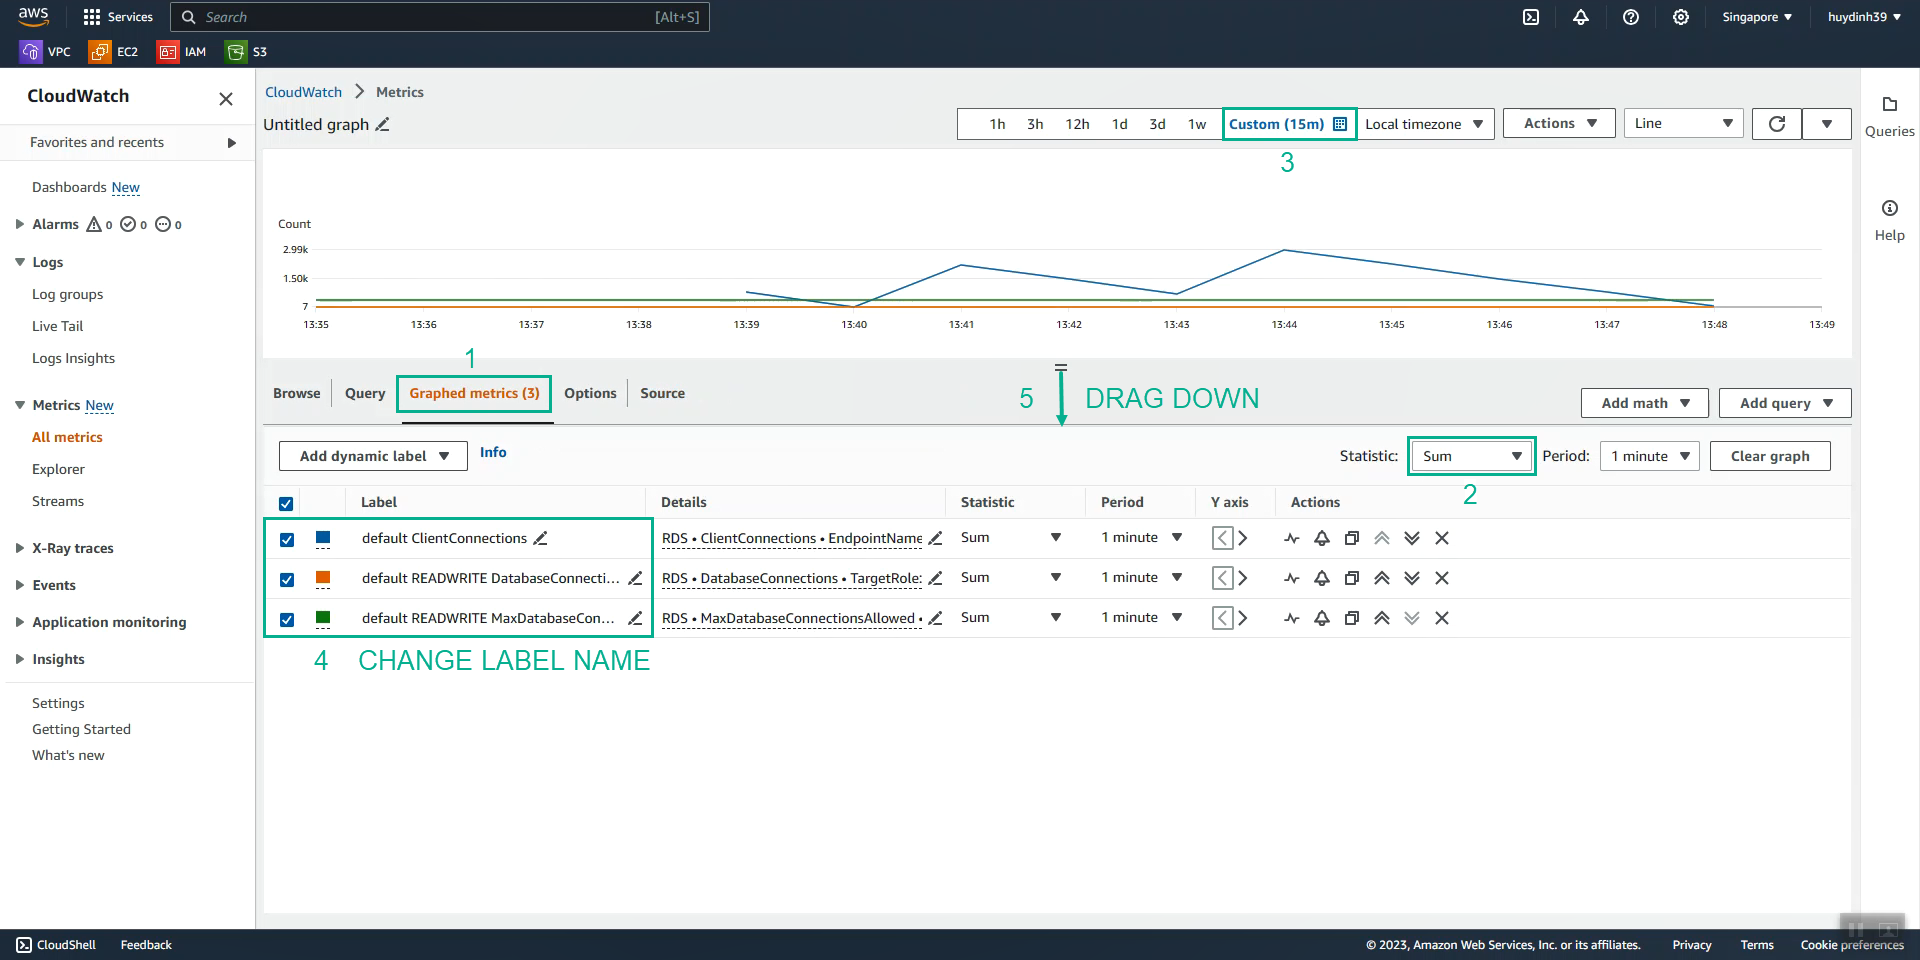 aws
Services
Search [Alt+S]
Singapore
huydinh39
VPC EC2 IAM S3
CloudWatch
Favorites and recents
Dashboards New
Alarms 0 0 0
Logs
Log groups
Live Tail
Logs Insights
Metrics New
All metrics
Explorer
Streams
X-Ray traces
Events
Application monitoring
Insights
Settings
Getting Started
What's new
CloudWatch Metrics
Untitled graph
1h 3h 12h 1d 3d 1w Custom (15m) Local timezone
Actions
Line
3
Queries
Help
Count
2.99k
1.50k
7
13:35 13:36 13:37 13:38 13:39 13:40 13:41 13:42 13:43 13:44 13:45 13:46 13:47 13:48 13:49
1
Browse Query Graphed metrics (3) Options Source
5 DRAG DOWN
Add math
Add query
Add dynamic label
Info
Statistic: Sum
Period: 1 minute
Clear graph
2
Label Details Statistic Period Y axis Actions
default ClientConnections RDS • ClientConnections • EndpointName Sum 1 minute
default READWRITE DatabaseConnecti... RDS • DatabaseConnections • TargetRole: Sum 1 minute
default READWRITE MaxDatabaseCon... RDS • MaxDatabaseConnectionsAllowed • Sum 1 minute
4 CHANGE LABEL NAME
CloudShell Feedback
© 2023, Amazon Web Services, Inc. or its affiliates. Privacy Terms Cookie preferences